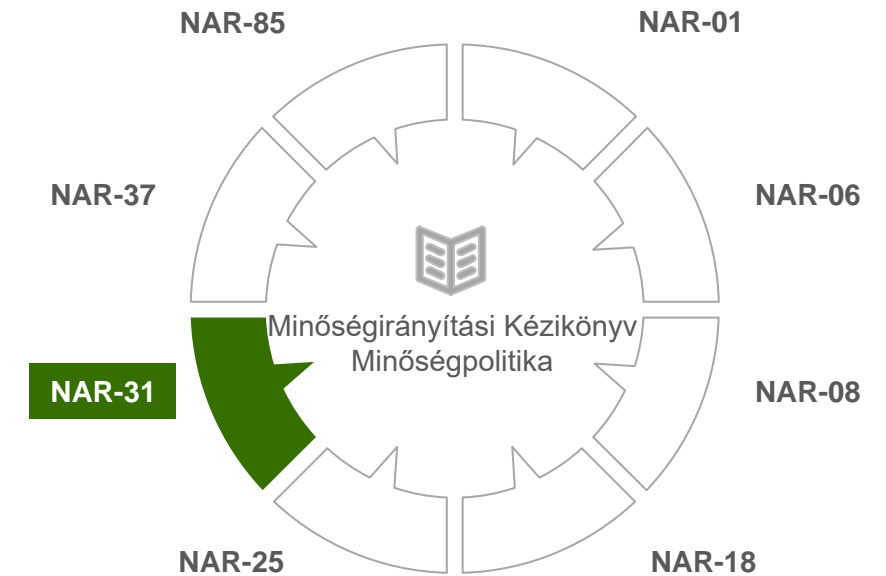 NAR-85
NAR-01
NAR-37
NAR-06
Minőségirányítási Kézikönyv
Minőségpolitika
NAR-31
NAR-08
NAR-25
NAR-18